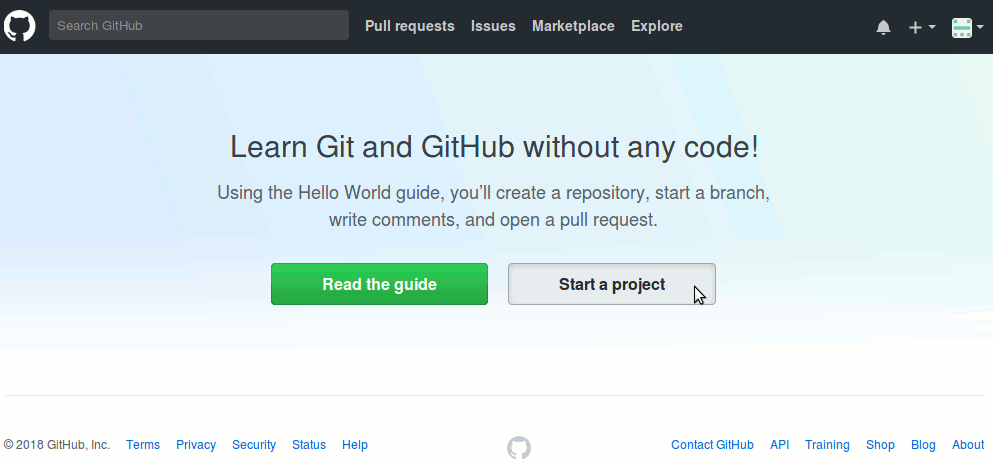 Search GitHub Pull requests Issues Marketplace Explore
Learn Git and GitHub without any code!
Using the Hello World guide, you’ll create a repository, start a branch,
write comments, and open a pull request.
Read the guide Start a project
© 2018 GitHub, Inc. Terms Privacy Security Status Help Contact GitHub API Training Shop Blog About